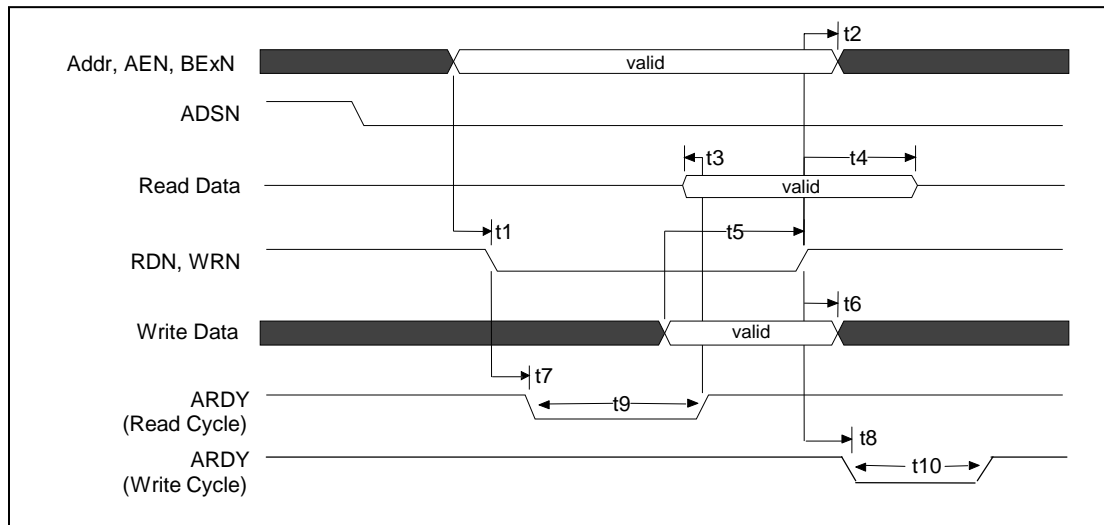 t2
Addr, AEN, BExN
valid
ADSN
t3
t4
Read Data
valid
t1
t5
RDN, WRN
t6
Write Data
valid
t7
ARDY
(Read Cycle)
t9
t8
ARDY
(Write Cycle)
t10